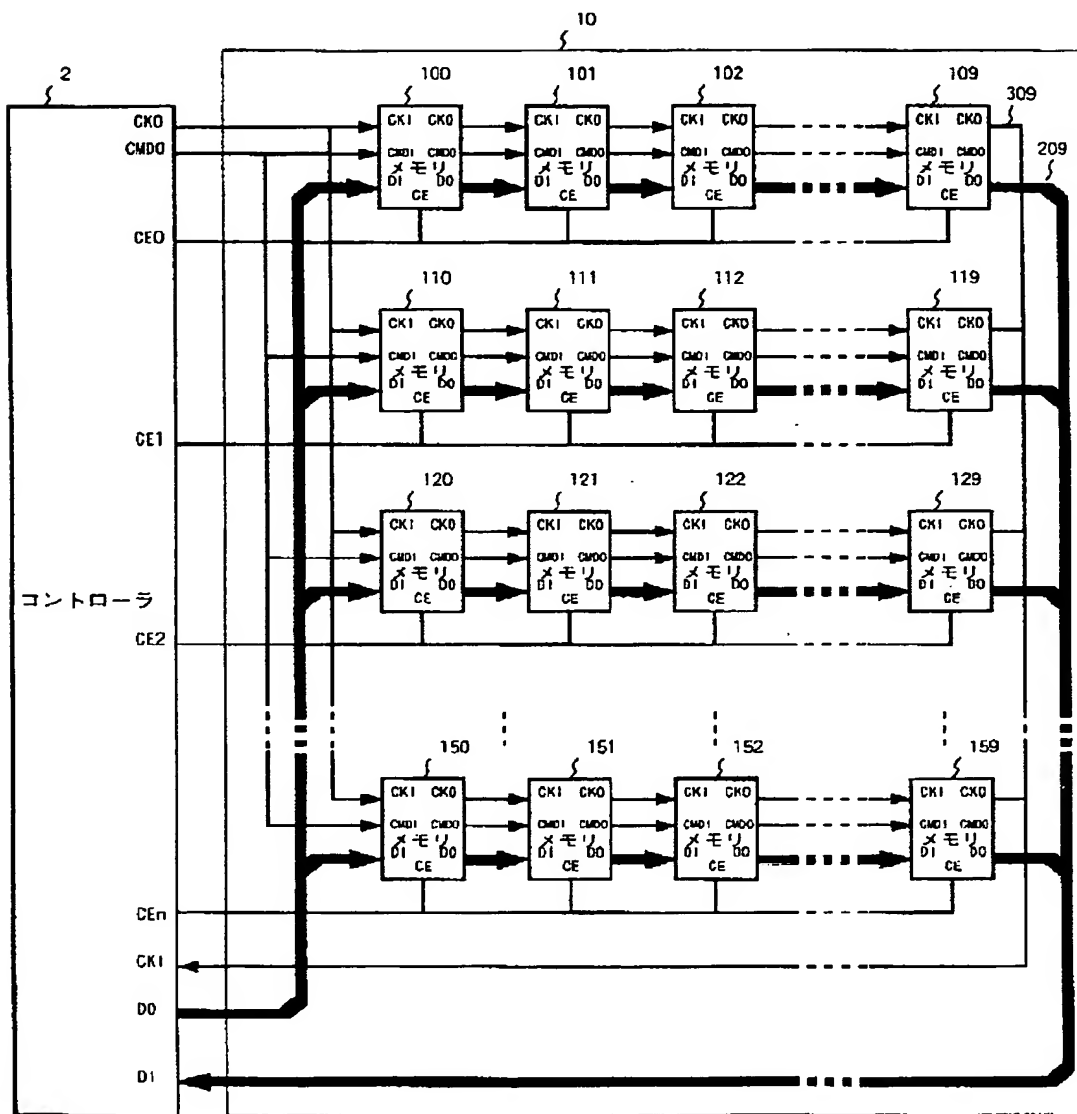 10
2
100 101 102 109
309
209
CKO
CMDO
CKI CKO CKI CKO CKI CKO CKI CKO
CMDI CMDO CMDI CMDO CMDI CMDO CMDI CMDO
メモリ メモリ メモリ メモリ
DI DO DI DO DI DO DI DO
CE CE CE CE
CE0
110 111 112 119
CKI CKO CKI CKO CKI CKO CKI CKO
CMDI CMDO CMDI CMDO CMDI CMDO CMDI CMDO
メモリ メモリ メモリ メモリ
DI DO DI DO DI DO DI DO
CE CE CE CE
CE1
120 121 122 129
CKI CKO CKI CKO CKI CKO CKI CKO
CMDI CMDO CMDI CMDO CMDI CMDO CMDI CMDO
メモリ メモリ メモリ メモリ
DI DO DI DO DI DO DI DO
CE CE CE CE
コントローラ
CE2
150 151 152 159
CKI CKO CKI CKO CKI CKO CKI CKO
CMDI CMDO CMDI CMDO CMDI CMDO CMDI CMDO
メモリ メモリ メモリ メモリ
DI DO DI DO DI DO DI DO
CE CE CE CE
CEn
CKI
DO
DI